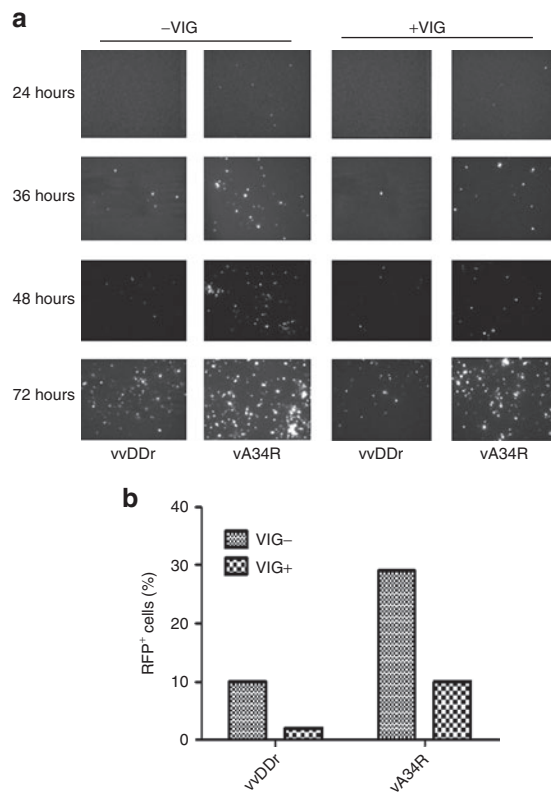 a
−VIG +VIG
24 hours
36 hours
48 hours
72 hours
vvDDr vA34R vvDDr vA34R
b
40
VIG−
VIG+
30
20
10
0
RFP⁺ cells (%)
vvDDr vA34R